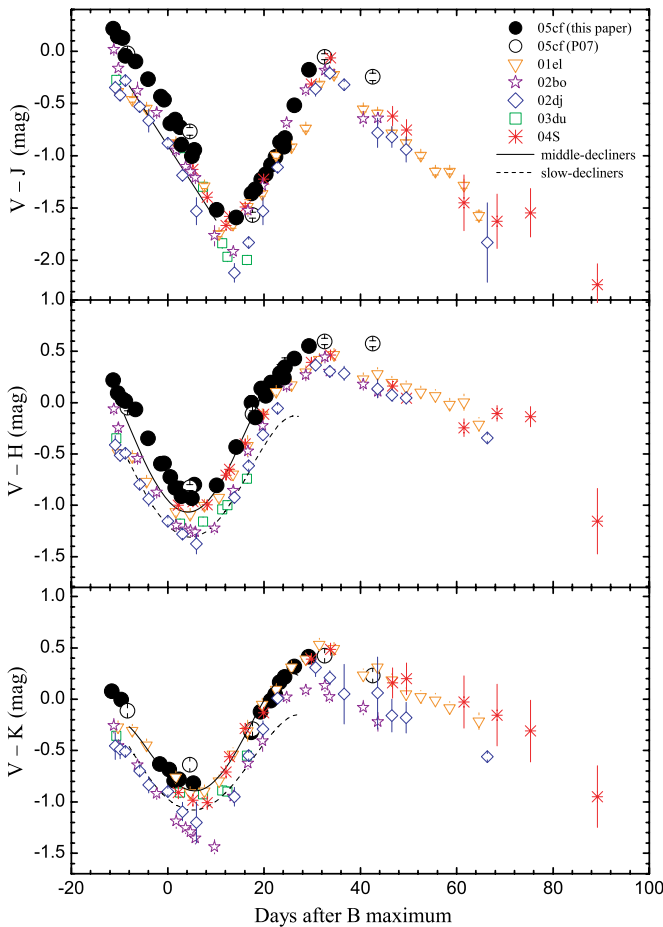 V – J (mag)
0.0
-0.5
-1.0
-1.5
-2.0
05cf (this paper)
05cf (P07)
01el
02bo
02dj
03du
04S
middle-decliners
slow-decliners
V – H (mag)
1.0
0.5
0.0
-0.5
-1.0
-1.5
V – K (mag)
0.5
0.0
-0.5
-1.0
-1.5
-20 0 20 40 60 80 100
Days after B maximum